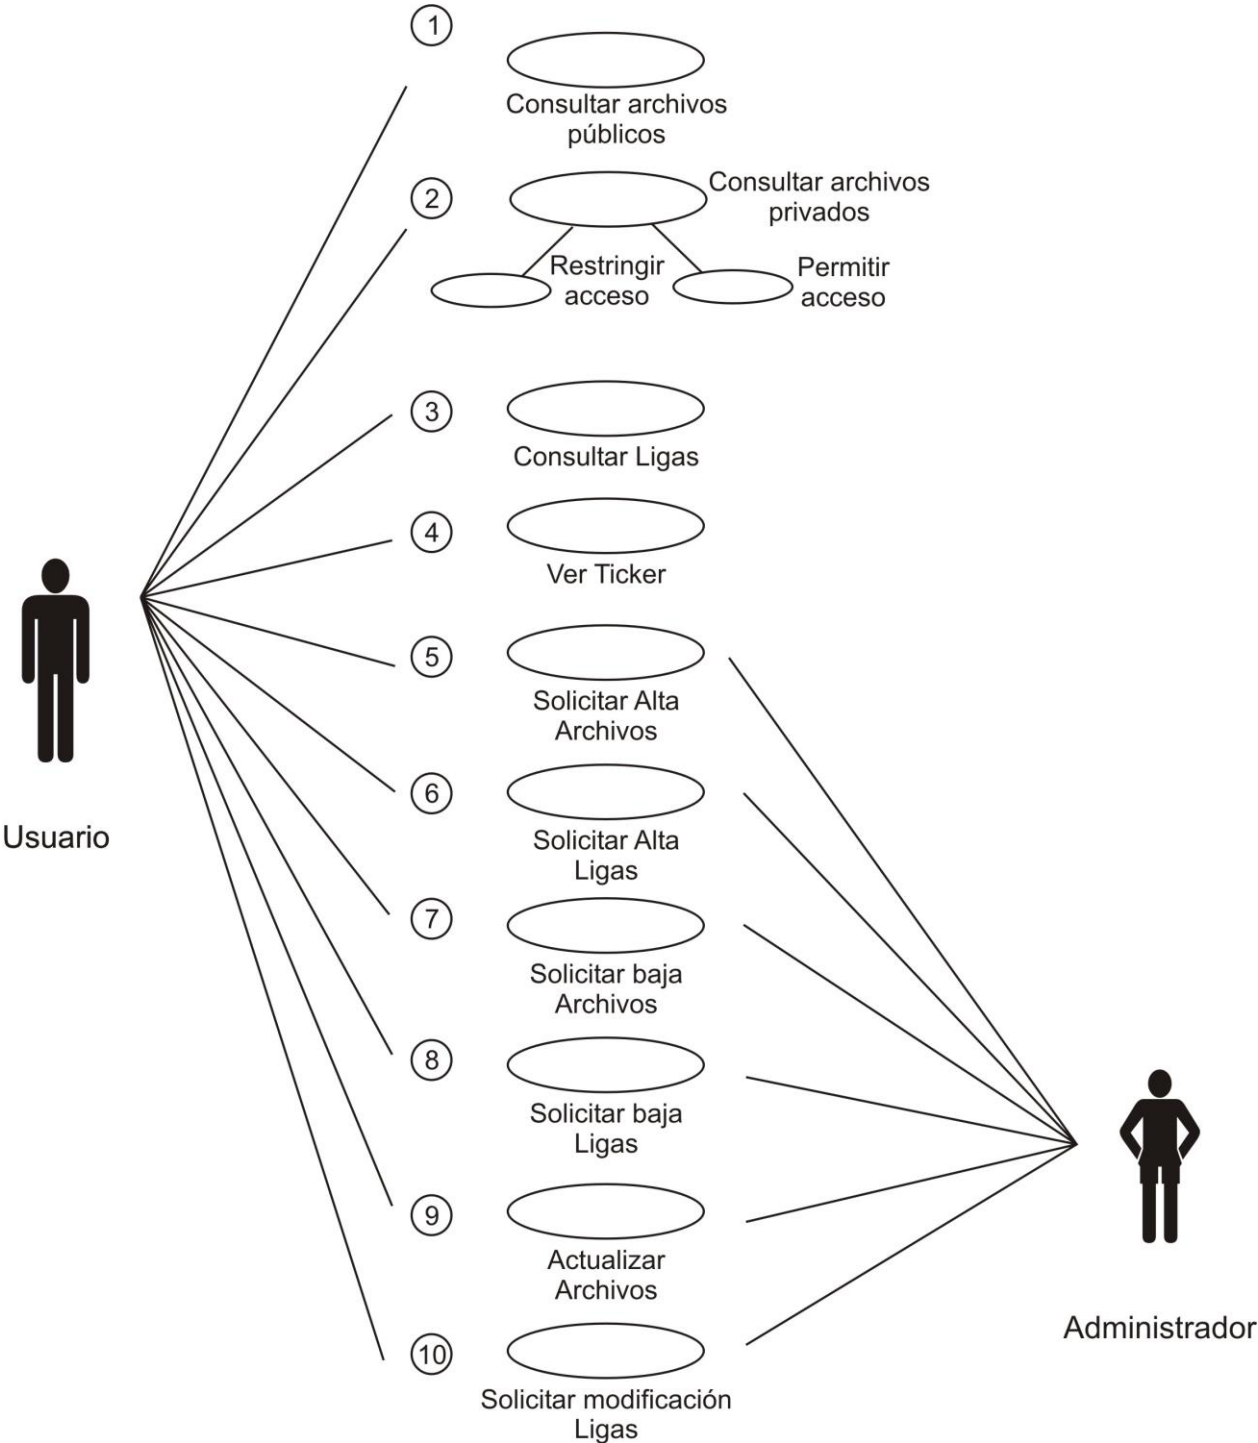 1
Consultar archivos
públicos
2
Consultar archivos
privados
Restringir
acceso
Permitir
acceso
3
Consultar Ligas
4
Ver Ticker
5
Solicitar Alta
Archivos
6
Solicitar Alta
Ligas
Usuario
7
Solicitar baja
Archivos
8
Solicitar baja
Ligas
9
Actualizar
Archivos
Administrador
10
Solicitar modificación
Ligas